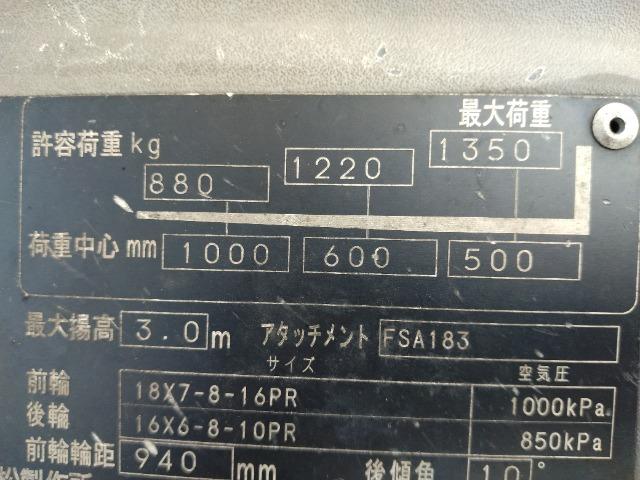 最大荷重
許容荷重 kg 880 1220 1350
荷重中心 mm 1000 600 500
最大揚高 3.0 m アタッチメント FSA183
サイズ 空気圧
前輪 18X7-8-16PR 1000kPa
後輪 16X6-8-10PR 850kPa
前輪輪距 940 mm 後傾角 10°
製作所